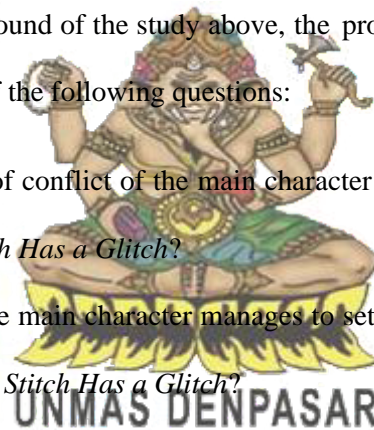 ound of the study above, the pro
f the following questions:
of conflict of the main character
h Has a Glitch?
e main character manages to set
Stitch Has a Glitch?
UNMAS DENPASAR